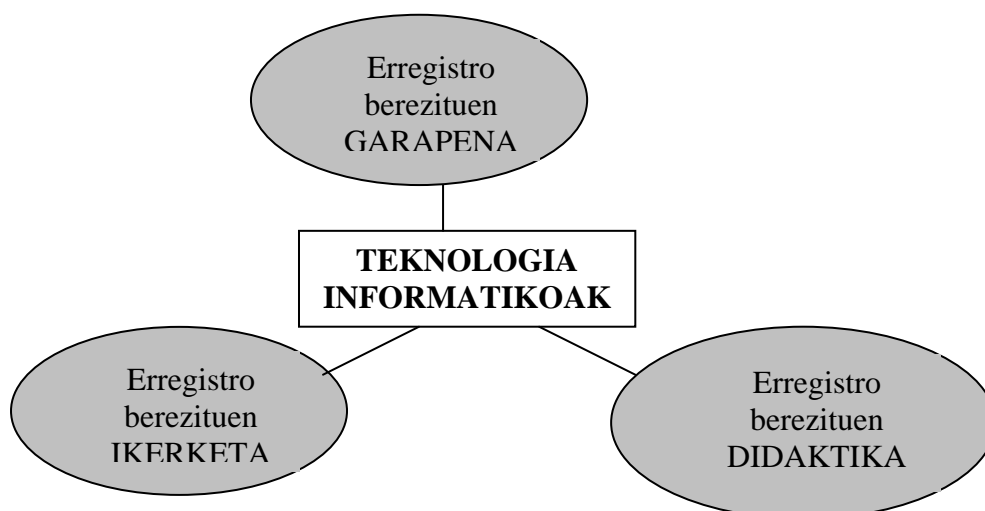 Erregistro
berezituen
GARAPENA
TEKNOLOGIA
INFORMATIKOAK
Erregistro
berezituen
IKERKETA
Erregistro
berezituen
DIDAKTIKA